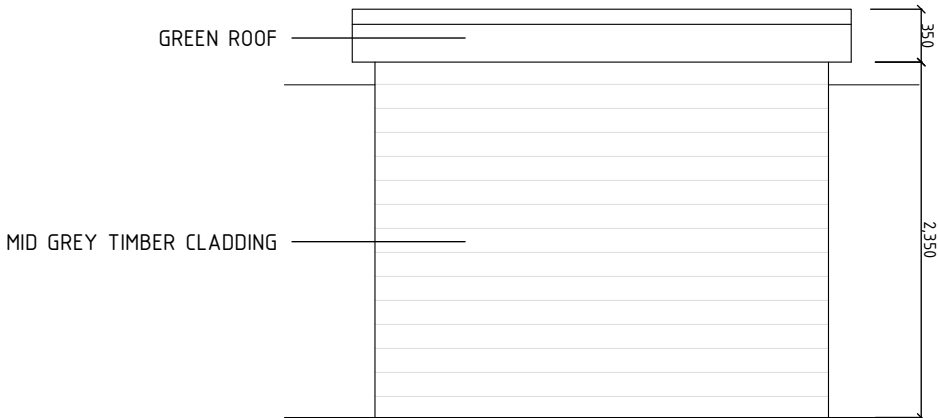 GREEN ROOF
350
MID GREY TIMBER CLADDING
2,350